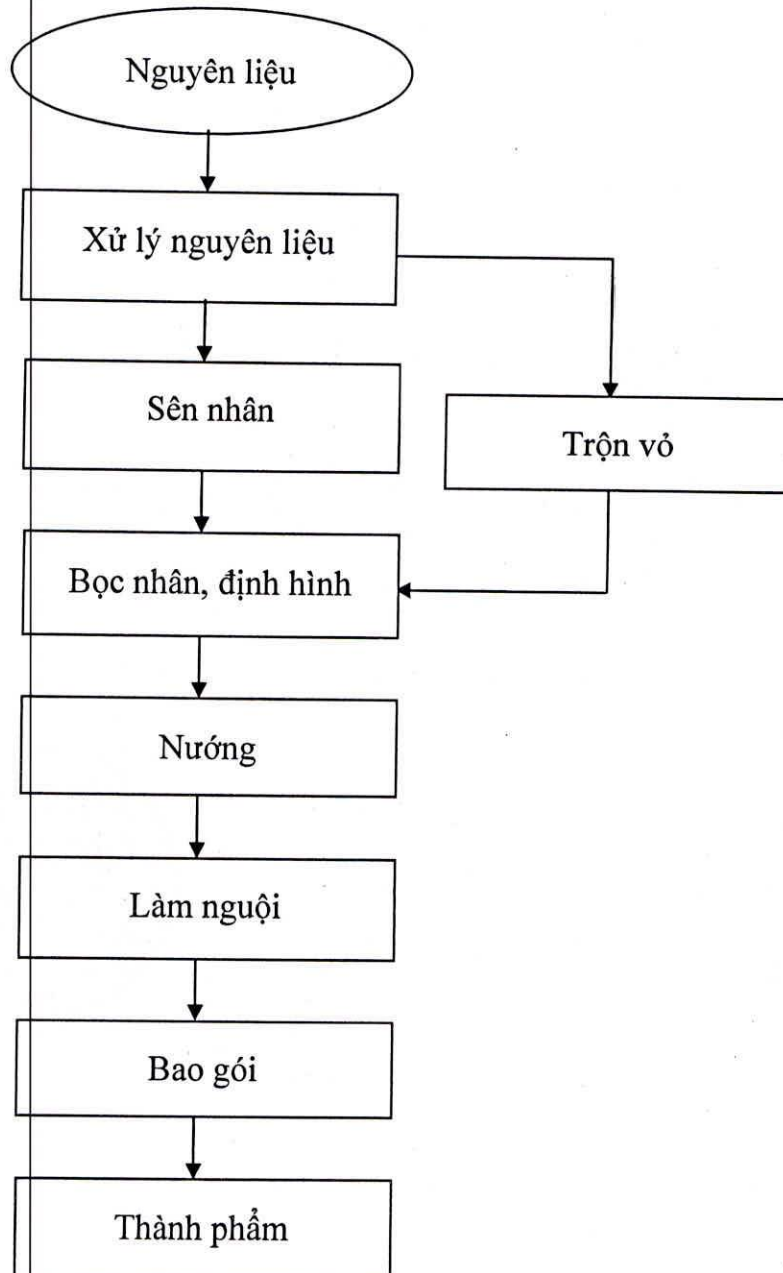 Nguyên liệu
Xử lý nguyên liệu
Sên nhân
Trộn vỏ
Bọc nhân, định hình
Nướng
Làm nguội
Bao gói
Thành phẩm